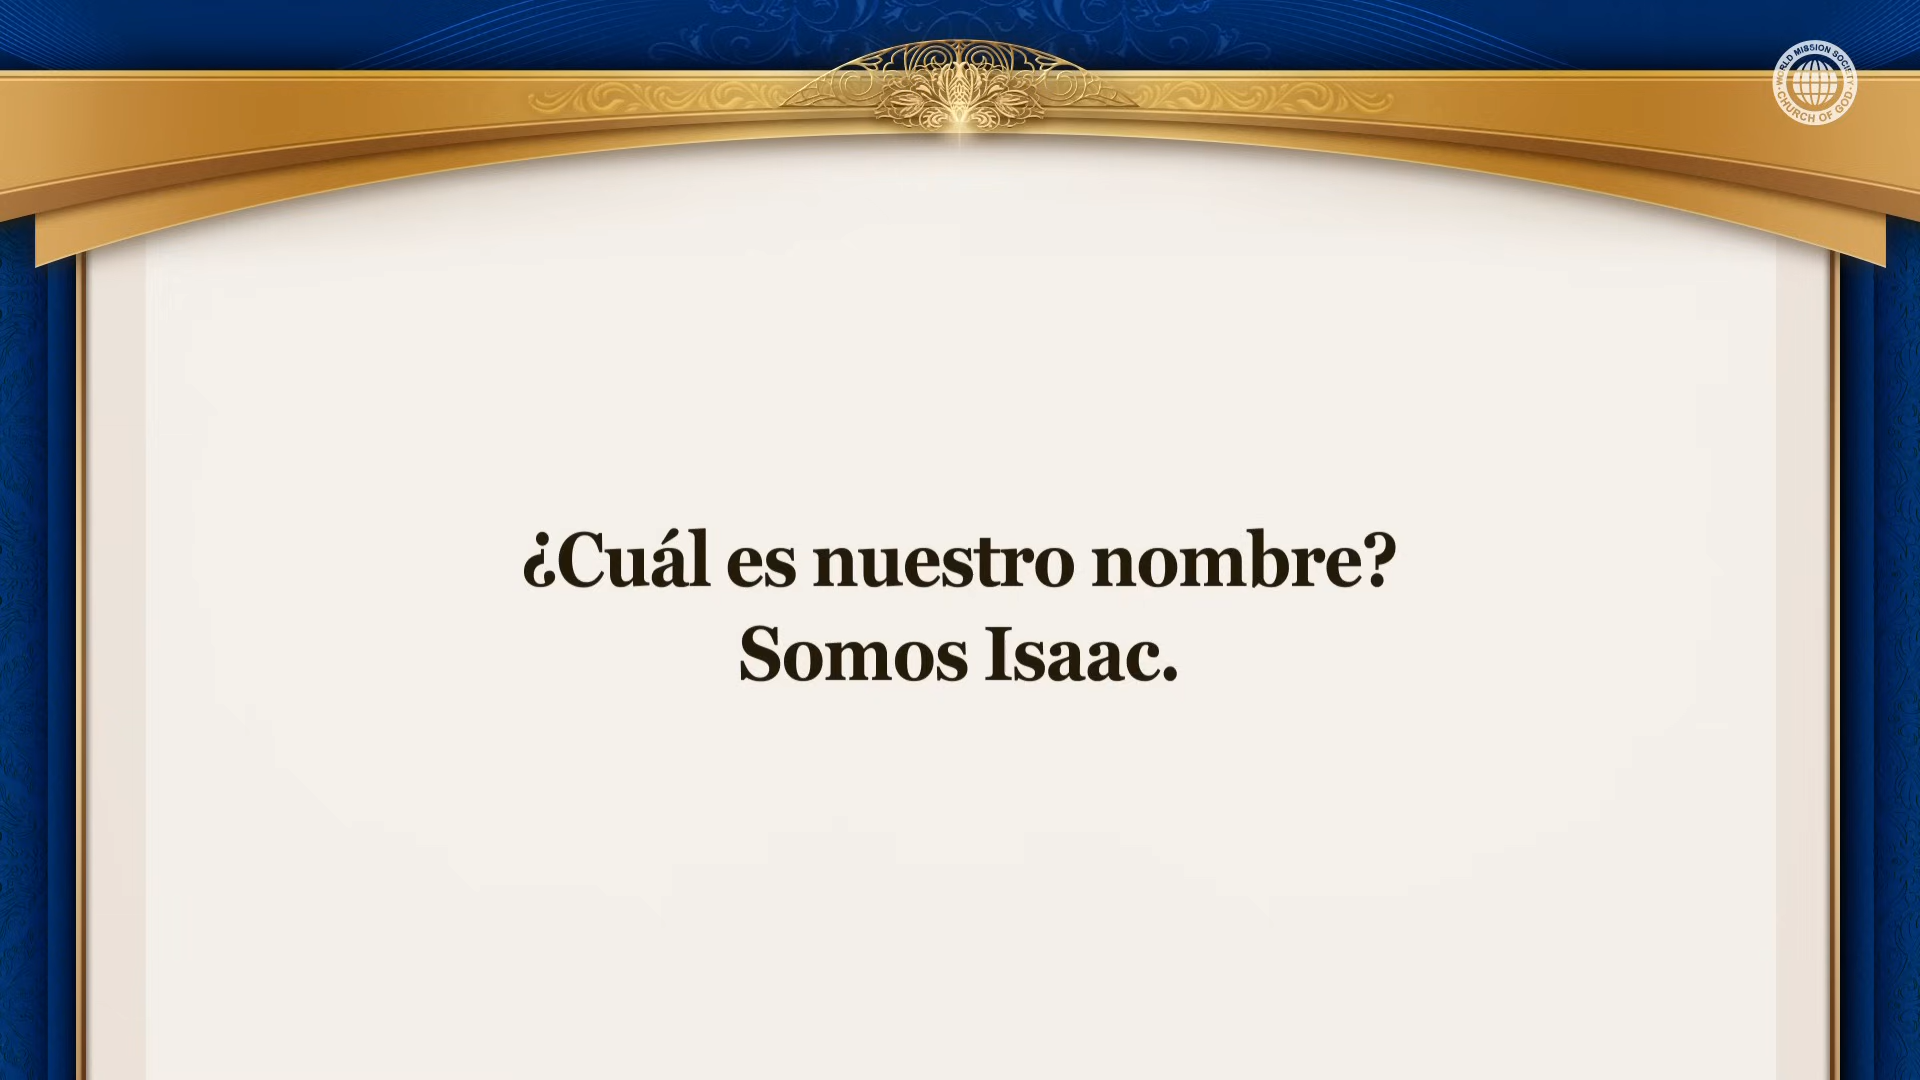 WORLD MISSION SOCIETY
CHURCH OF GOD
¿Cuál es nuestro nombre?
Somos Isaac.